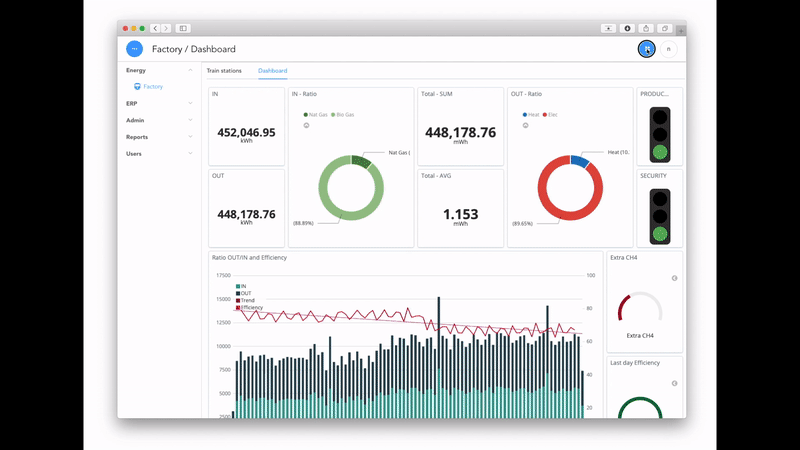 Factory / Dashboard
Energy
Factory
ERP
Admin
Reports
Users
Train stations
Dashboard
IN
452,046.95
kWh
IN - Ratio
Nat Gas
Bio Gas
Nat Gas (
(88.89%)
Total - SUM
448,178.76
mWh
OUT - Ratio
Heat
Elec
Heat (10..
(89.65%)
PRODUC...
OUT
448,178.76
kWh
Total - AVG
1.153
mWh
SECURITY
Ratio OUT/IN and Efficiency
17500
15000
12500
10000
7500
5000
2500
IN
OUT
Trend
Efficiency
100
80
60
40
20
Extra CH4
Extra CH4
Last day Efficiency